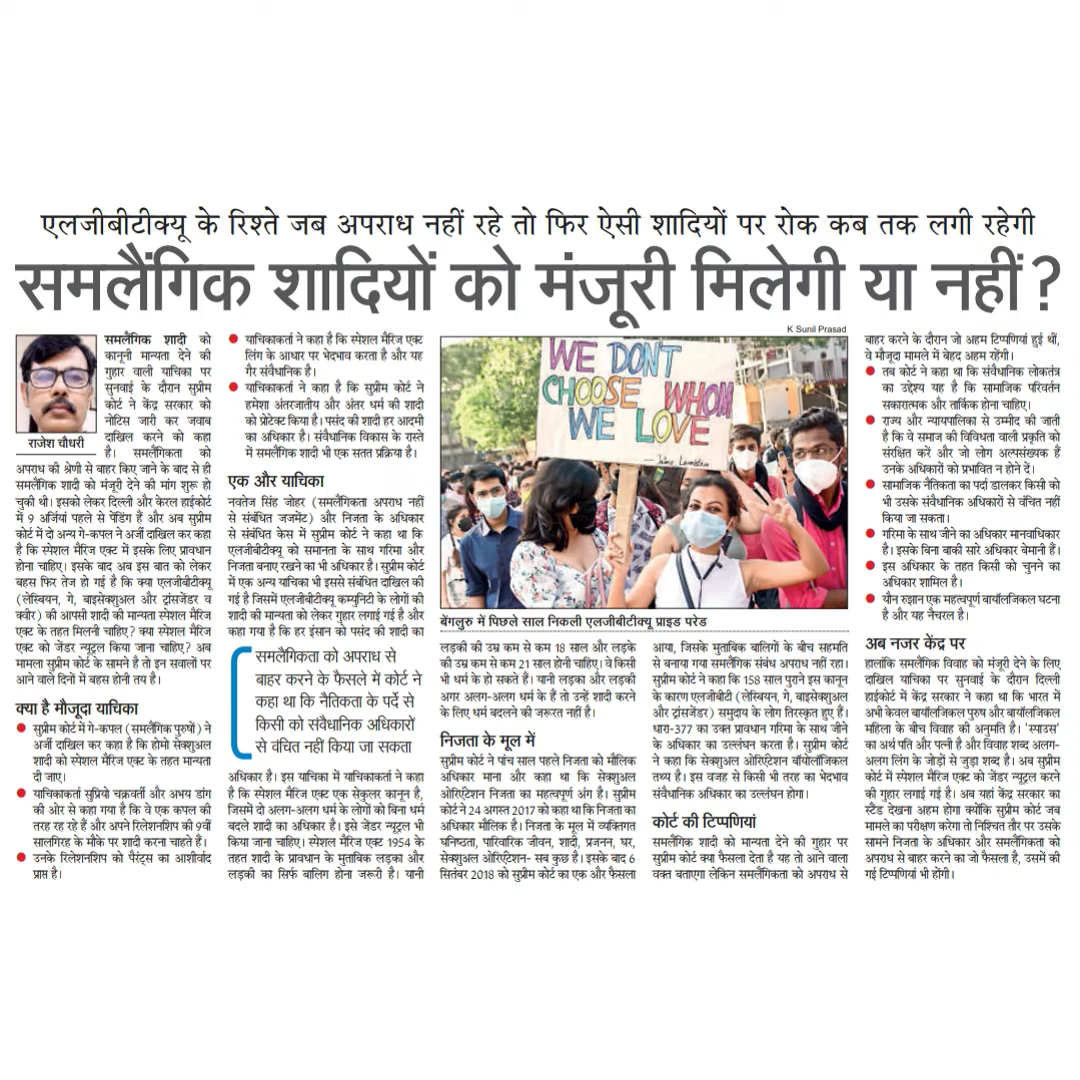 एलजीबीटीक्यू के रिश्ते जब अपराध नहीं रहे तो फिर ऐसी शादियों पर रोक कब तक लगी रहेगी
समलैंगिक शादियों को मंजूरी मिलेगी या नहीं?
राजेश चौधरी
समलैंगिक शादी को
कानूनी मान्यता देने की
गुहार वाली याचिका पर
सुनवाई के दौरान सुप्रीम
कोर्ट ने केंद्र सरकार को
नोटिस जारी कर जवाब
दाखिल करने को कहा
है। समलैंगिकता को
अपराध की श्रेणी से बाहर किए जाने के बाद से ही
समलैंगिक शादी को मंजूरी देने की मांग शुरू हो
चुकी थी। इसको लेकर दिल्ली और केरल हाईकोर्ट
में 9 अर्जियां पहले से पेंडिंग हैं और अब सुप्रीम
कोर्ट में दो अन्य गे-कपल ने अर्जी दाखिल कर कहा
है कि स्पेशल मैरिज एक्ट में इसके लिए प्रावधान
होना चाहिए। इसके बाद अब इस बात को लेकर
बहस फिर तेज हो गई है कि क्या एलजीबीटीक्यू
(लेस्बियन, गे, बाइसेक्शुअल और ट्रांसजेंडर व
क्वीर) की आपसी शादी की मान्यता स्पेशल मैरिज
एक्ट के तहत मिलनी चाहिए? क्या स्पेशल मैरिज
एक्ट को जेंडर न्यूट्रल किया जाना चाहिए? अब
मामला सुप्रीम कोर्ट के सामने है तो इन सवालों पर
आने वाले दिनों में बहस होनी तय है।
क्या है मौजूदा याचिका
● सुप्रीम कोर्ट में गे-कपल (समलैंगिक पुरुषों) ने
अर्जी दाखिल कर कहा है कि होमो सेक्शुअल
शादी को स्पेशल मैरिज एक्ट के तहत मान्यता
दी जाए।
● याचिकाकर्ता सुप्रियो चक्रवर्ती और अभय डांग
की ओर से कहा गया है कि वे एक कपल की
तरह रह रहे हैं और अपने रिलेशनशिप की 9वीं
सालगिरह के मौके पर शादी करना चाहते हैं।
● उनके रिलेशनशिप को पैरंट्स का आशीर्वाद
प्राप्त है।
● याचिकाकर्ता ने कहा है कि स्पेशल मैरिज एक्ट
लिंग के आधार पर भेदभाव करता है और यह
गैर संवैधानिक है।
● याचिकाकर्ता ने कहा है कि सुप्रीम कोर्ट ने
हमेशा अंतरजातीय और अंतर धर्म की शादी
को प्रोटेक्ट किया है। पसंद की शादी हर आदमी
का अधिकार है। संवैधानिक विकास के रास्ते
में समलैंगिक शादी भी एक सतत प्रक्रिया है।
एक और याचिका
नवतेज सिंह जोहर (समलैंगिकता अपराध नहीं
से संबंधित जजमेंट) और निजता के अधिकार
से संबंधित केस में सुप्रीम कोर्ट ने कहा था कि
एलजीबीटीक्यू को समानता के साथ गरिमा और
निजता बनाए रखने का भी अधिकार है। सुप्रीम कोर्ट
में एक अन्य याचिका भी इससे संबंधित दाखिल की
गई है जिसमें एलजीबीटीक्यू कम्युनिटी के लोगों की
शादी की मान्यता को लेकर गुहार लगाई गई है और
कहा गया है कि हर इंसान को पसंद की शादी का
समलैंगिकता को अपराध से
बाहर करने के फैसले में कोर्ट ने
कहा था कि नैतिकता के पर्दे से
किसी को संवैधानिक अधिकारों
से वंचित नहीं किया जा सकता
अधिकार है। इस याचिका में याचिकाकर्ता ने कहा
है कि स्पेशल मैरिज एक्ट एक सेकुलर कानून है,
जिसमें दो अलग-अलग धर्म के लोगों को बिना धर्म
बदले शादी का अधिकार है। इसे जेंडर न्यूट्रल भी
किया जाना चाहिए। स्पेशल मैरिज एक्ट 1954 के
तहत शादी के प्रावधान के मुताबिक लड़का और
लड़की का सिर्फ बालिग होना जरूरी है। यानी
K Sunil Prasad
WE DONT
CHOOSE WHOM
WE LOVE
बेंगलुरु में पिछले साल निकली एलजीबीटीक्यू प्राइड परेड
लड़की की उम्र कम से कम 18 साल और लड़के
की उम्र कम से कम 21 साल होनी चाहिए। वे किसी
भी धर्म के हो सकते हैं। यानी लड़का और लड़की
अगर अलग-अलग धर्म के हैं तो उन्हें शादी करने
के लिए धर्म बदलने की जरूरत नहीं है।
निजता के मूल में
सुप्रीम कोर्ट ने पांच साल पहले निजता को मौलिक
अधिकार माना और कहा था कि सेक्शुअल
ओरिएंटेशन निजता का महत्वपूर्ण अंग है। सुप्रीम
कोर्ट ने 24 अगस्त 2017 को कहा था कि निजता का
अधिकार मौलिक है। निजता के मूल में व्यक्तिगत
घनिष्ठता, पारिवारिक जीवन, शादी, प्रजनन, घर,
सेक्शुअल ओरिएंटेशन- सब कुछ है। इसके बाद 6
सितंबर 2018 को सुप्रीम कोर्ट का एक और फैसला
आया, जिसके मुताबिक बालिगों के बीच सहमति
से बनाया गया समलैंगिक संबंध अपराध नहीं रहा।
सुप्रीम कोर्ट ने कहा कि 158 साल पुराने इस कानून
के कारण एलजीबीटी (लेस्बियन, गे, बाइसेक्शुअल
और ट्रांसजेंडर) समुदाय के लोग तिरस्कृत हुए हैं।
धारा-377 का उक्त प्रावधान गरिमा के साथ जीने
के अधिकार का उल्लंघन करता है। सुप्रीम कोर्ट
ने कहा कि सेक्शुअल ओरिएंटेशन बॉयोलॉजिकल
तथ्य है। इस वजह से किसी भी तरह का भेदभाव
संवैधानिक अधिकार का उल्लंघन होगा।
कोर्ट की टिप्पणियां
समलैंगिक शादी को मान्यता देने की गुहार पर
सुप्रीम कोर्ट क्या फैसला देता है यह तो आने वाला
वक्त बताएगा लेकिन समलैंगिकता को अपराध से
बाहर करने के दौरान जो अहम टिप्पणियां हुई थीं,
वे मौजूदा मामले में बेहद अहम रहेंगी।
● तब कोर्ट ने कहा था कि संवैधानिक लोकतंत्र
का उद्देश्य यह है कि सामाजिक परिवर्तन
सकारात्मक और तार्किक होना चाहिए।
● राज्य और न्यायपालिका से उम्मीद की जाती
है कि वे समाज की विविधता वाली प्रकृति को
संरक्षित करें और जो लोग अल्पसंख्यक हैं
उनके अधिकारों को प्रभावित न होने दें।
● सामाजिक नैतिकता का पर्दा डालकर किसी को
भी उसके संवैधानिक अधिकारों से वंचित नहीं
किया जा सकता।
● गरिमा के साथ जीने का अधिकार मानवाधिकार
है। इसके बिना बाकी सारे अधिकार बेमानी हैं।
● इस अधिकार के तहत किसी को चुनने का
अधिकार शामिल है।
● यौन रुझान एक महत्वपूर्ण बायॉलजिकल घटना
है और यह नैचरल है।
अब नजर केंद्र पर
हालांकि समलैंगिक विवाह को मंजूरी देने के लिए
दाखिल याचिका पर सुनवाई के दौरान दिल्ली
हाईकोर्ट में केंद्र सरकार ने कहा था कि भारत में
अभी केवल बायॉलजिकल पुरुष और बायॉलजिकल
महिला के बीच विवाह की अनुमति है। 'स्पाउस'
का अर्थ पति और पत्नी है और विवाह शब्द अलग-
अलग लिंग के जोड़ों से जुड़ा शब्द है। अब सुप्रीम
कोर्ट में स्पेशल मैरिज एक्ट को जेंडर न्यूट्रल करने
की गुहार लगाई गई है। अब यहां केंद्र सरकार का
स्टैंड देखना अहम होगा क्योंकि सुप्रीम कोर्ट जब
मामले का परीक्षण करेगा तो निश्चित तौर पर उसके
सामने निजता के अधिकार और समलैंगिकता को
अपराध से बाहर करने का जो फैसला है, उसमें की
गई टिप्पणियां भी होंगी।